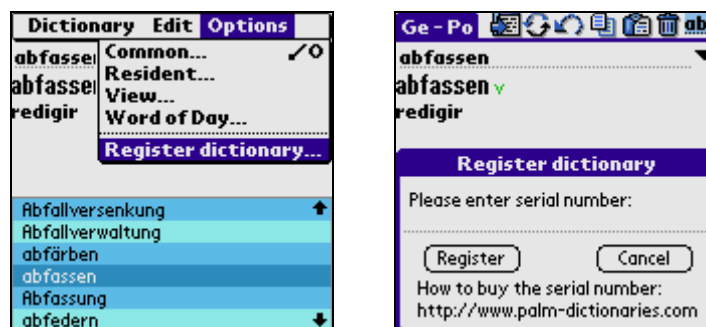 Dictionary Edit Options
abfassen
Common... /O
abfassen
Resident...
View...
redigir
Word of Day...
Register dictionary...
Abfallversenkung
Abfallverwaltung
abfärben
abfassen
Abfassung
abfedern
Ge-Po ab
abfassen
abfassen v
redigir
Register dictionary
Please enter serial number:
Register Cancel
How to buy the serial number:
http://www.palm-dictionaries.com